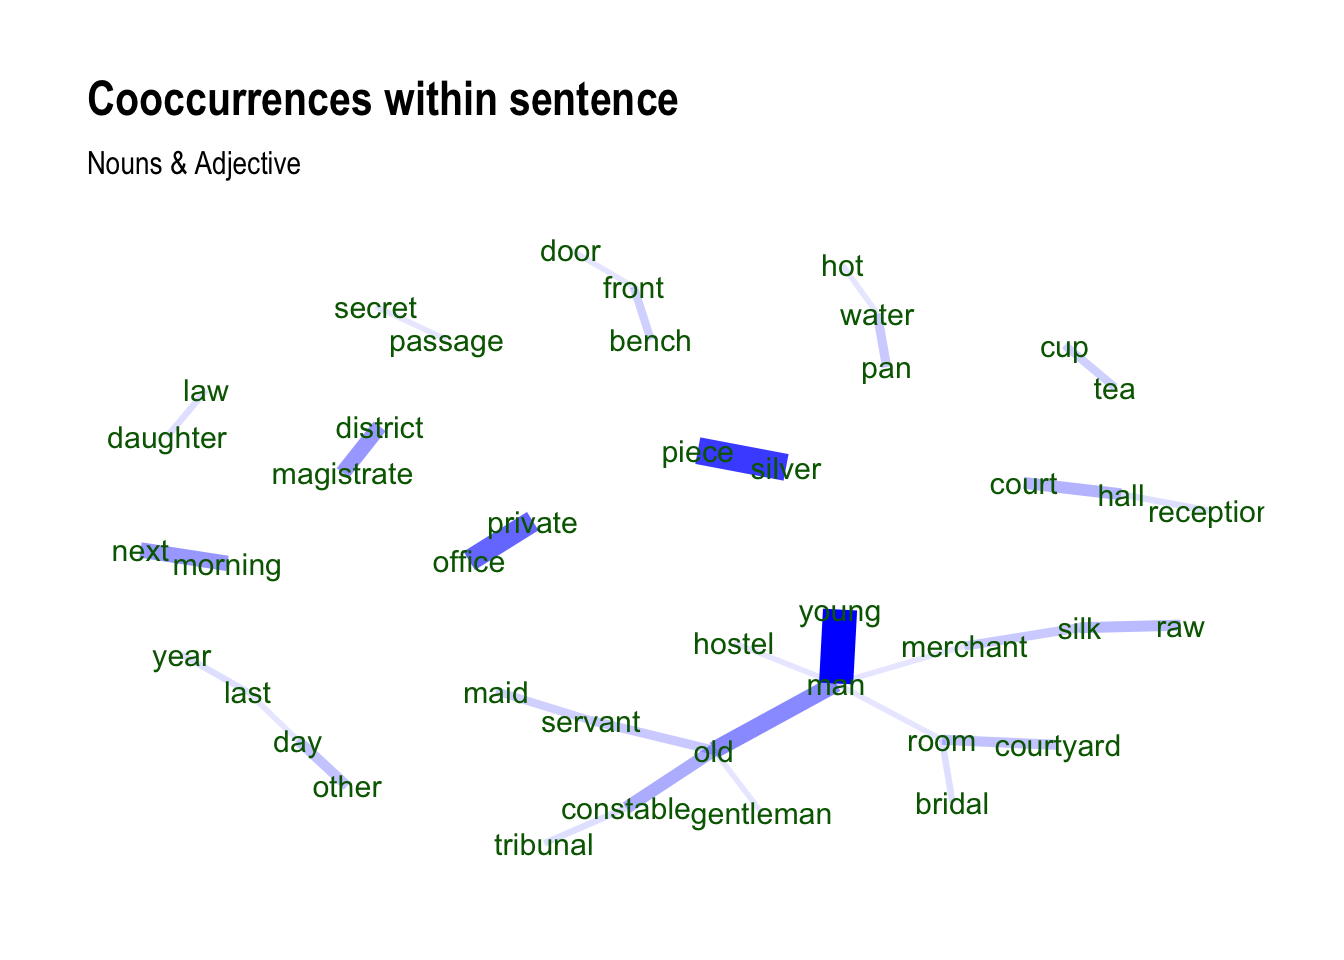 Cooccurrences within sentence
Nouns & Adjective
door
hot
front
secret
water
passage
bench
cup
pan
tea
law
district
daughter
piece
silver
magistrate
court
hall
reception
private
next
morning
office
young
silk
raw
hostel
merchant
year
man
last
maid
servant
day
old
room
courtyard
other
constable
gentleman
bridal
tribunal